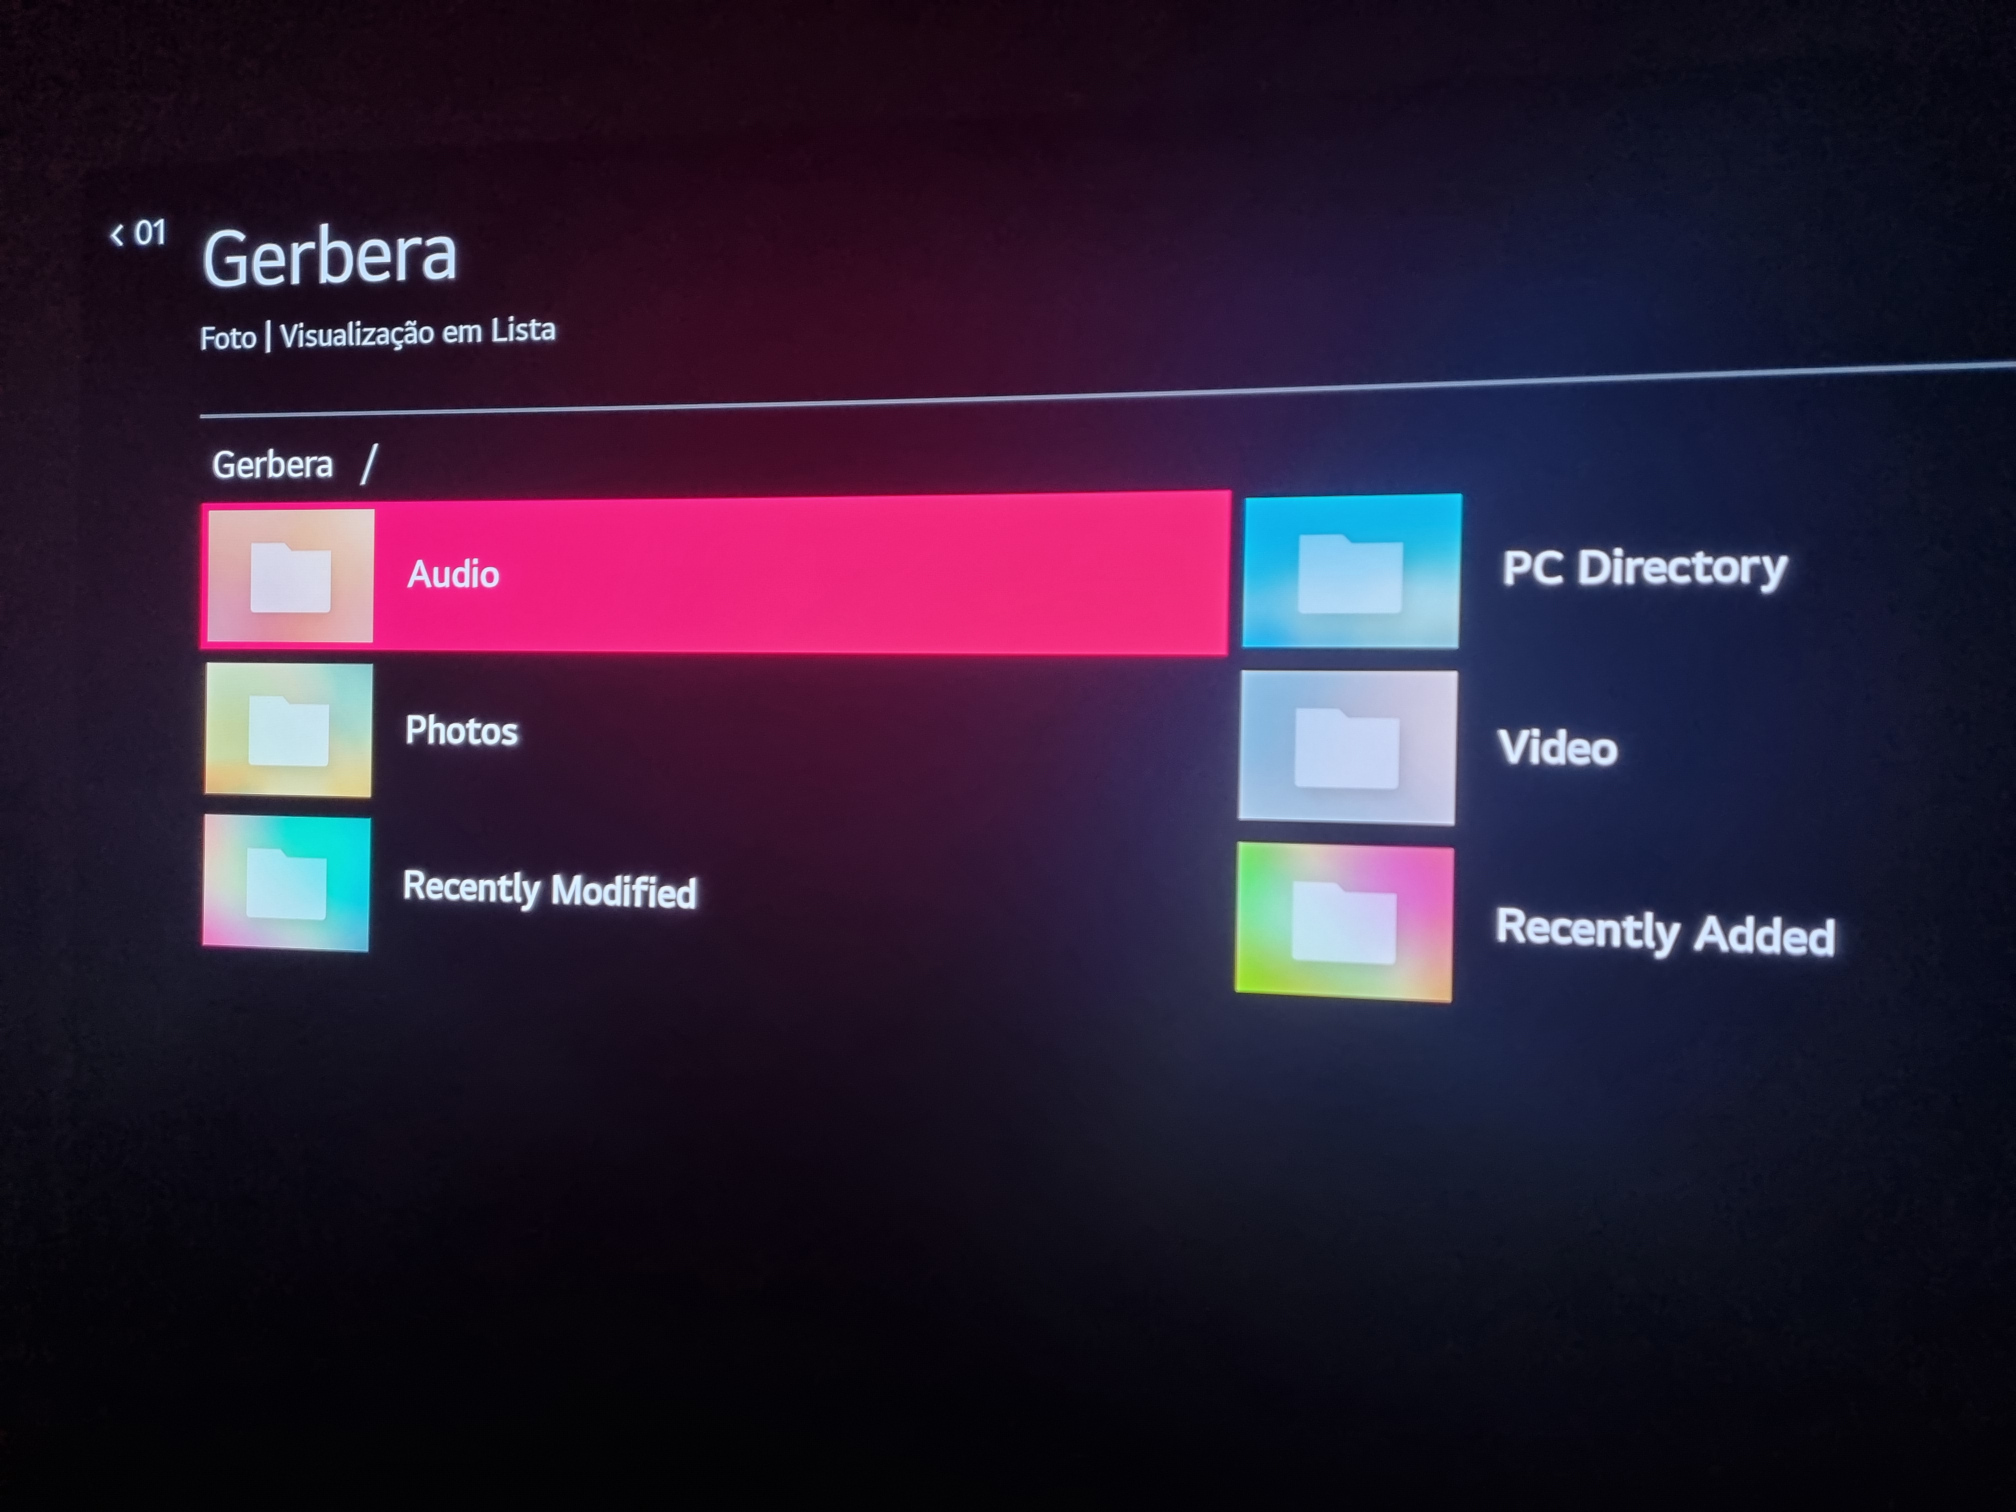 < 01
Gerbera
Foto | Visualização em Lista
Gerbera /
Audio
PC Directory
Photos
Video
Recently Modified
Recently Added